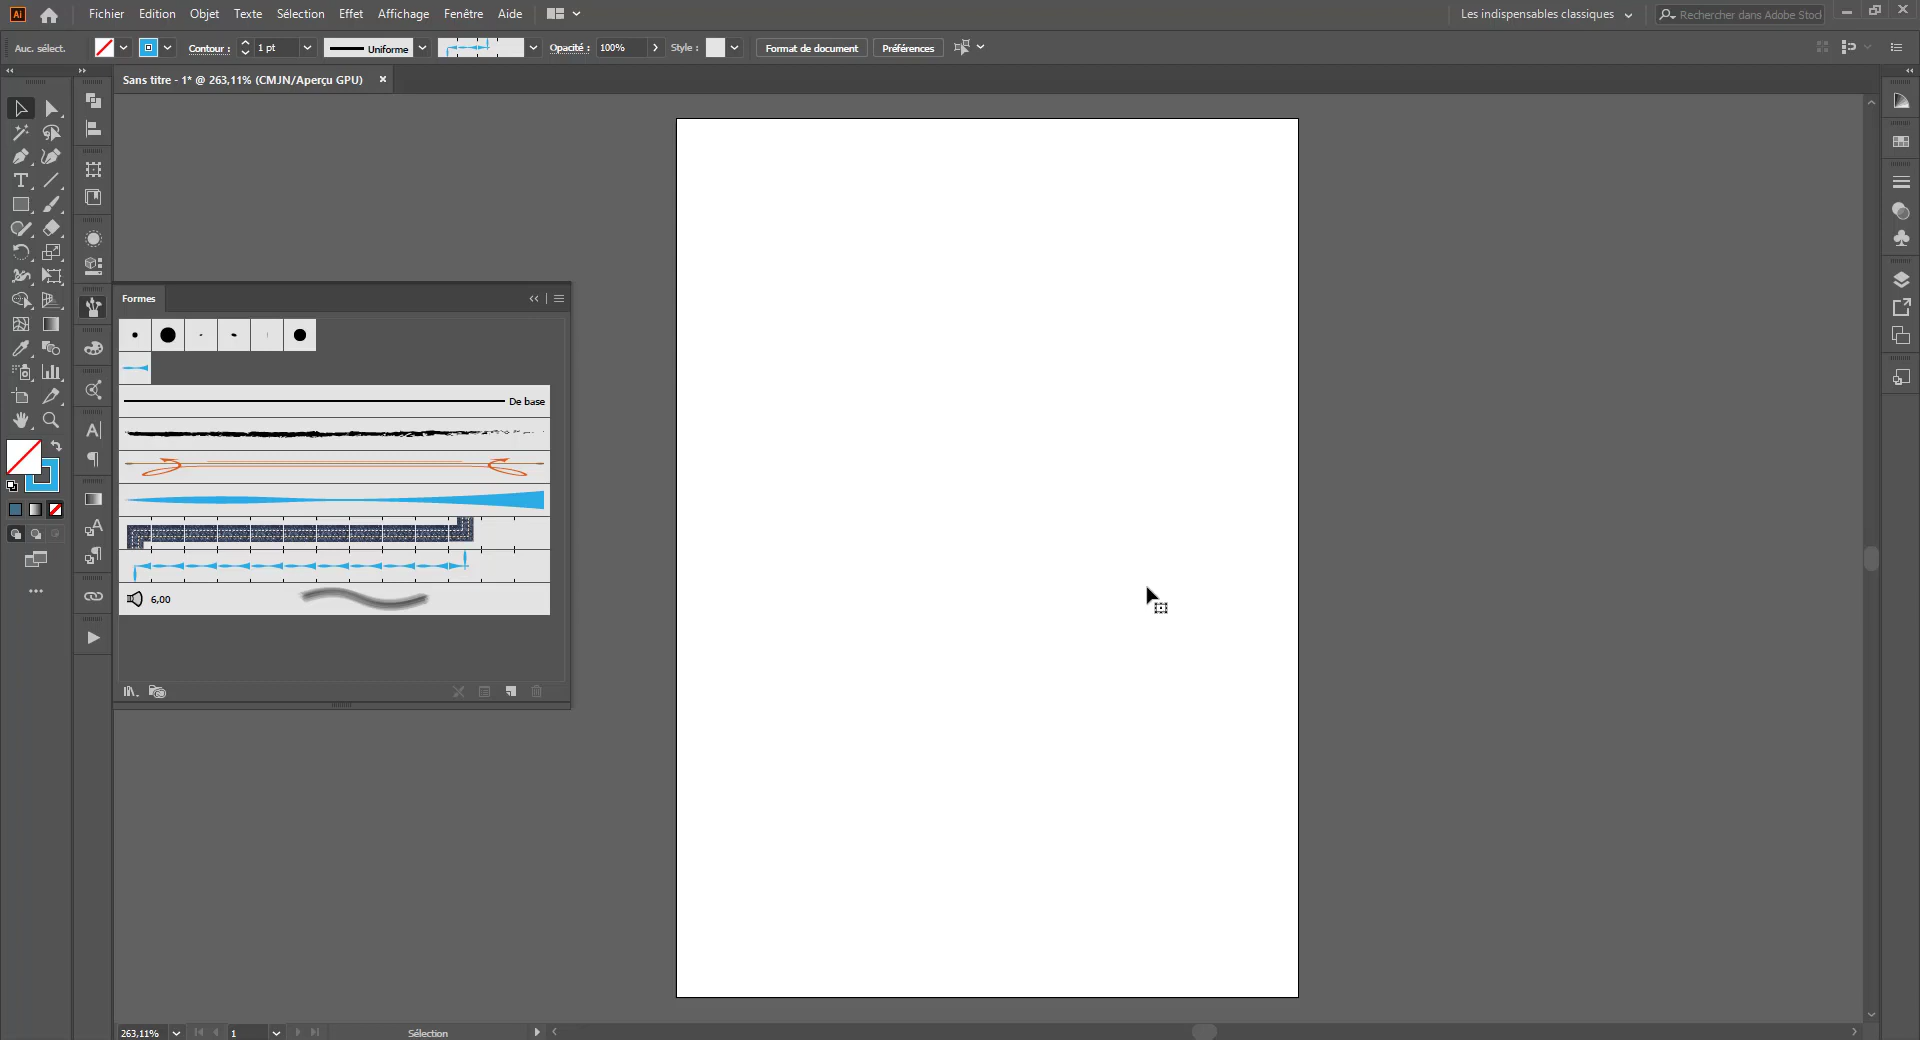 Ai Fichier Edition Objet Texte Sélection Effet Affichage Fenêtre Aide Les indispensables classiques Rechercher dans Adobe Stock
Auc. sélect. Contour : 1 pt Uniforme Opacité : 100% Style : Format de document Préférences
Sans titre - 1* @ 263,11% (CMJN/Aperçu GPU) ×
Formes
De base
6,00
263,11% 1 Sélection